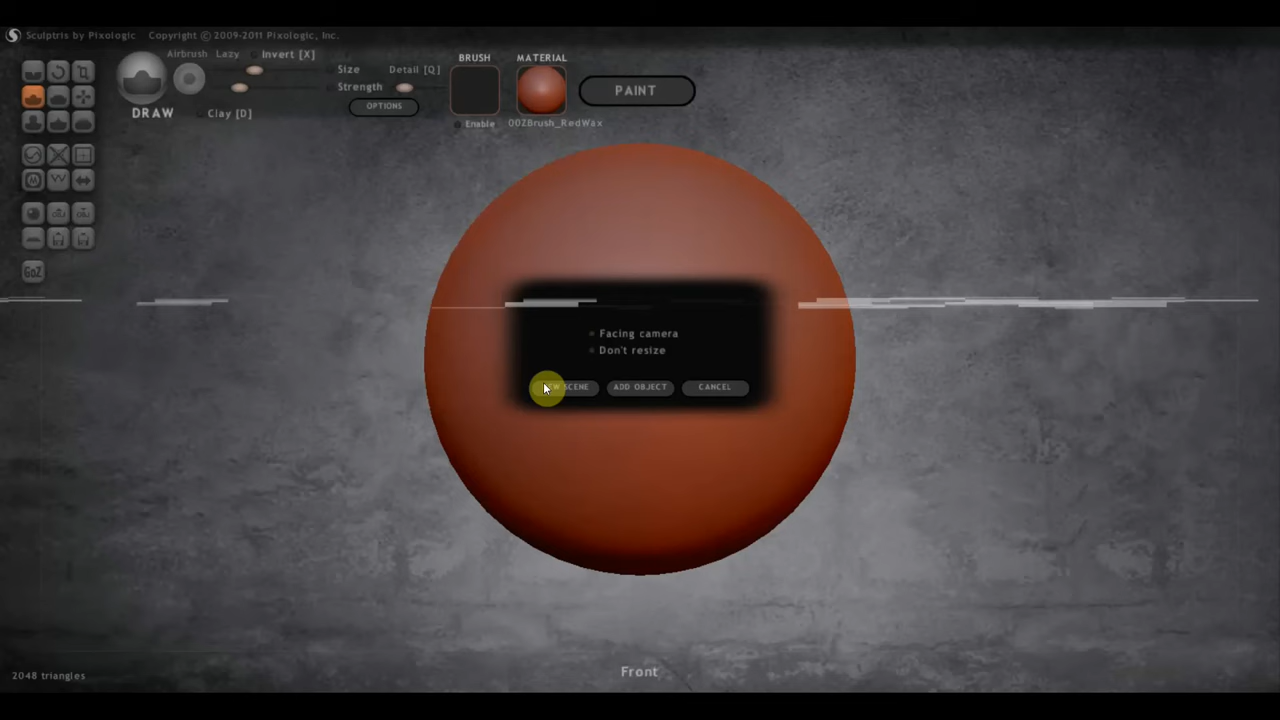 Sculptris by Pixologic Copyright © 2009-2011 Pixologic, Inc.
Airbrush Lazy Invert [X]
Size Detail [Q]
Strength
OPTIONS
DRAW Clay [D]
BRUSH
Enable
MATERIAL
00ZBrush_RedWax
PAINT
GoZ
Facing camera
Don't resize
SCENE ADD OBJECT CANCEL
2048 triangles
Front